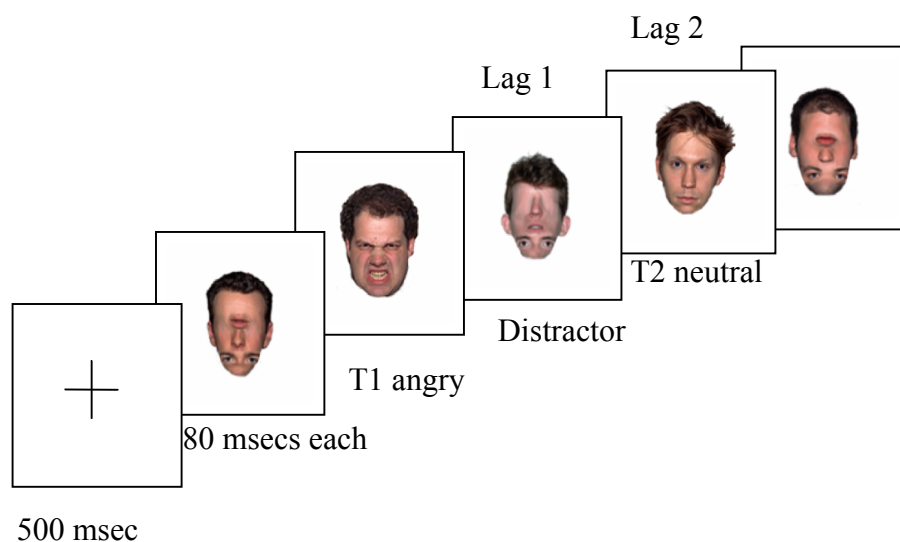 Lag 2
Lag 1
T2 neutral
Distractor
T1 angry
80 msecs each
500 msec